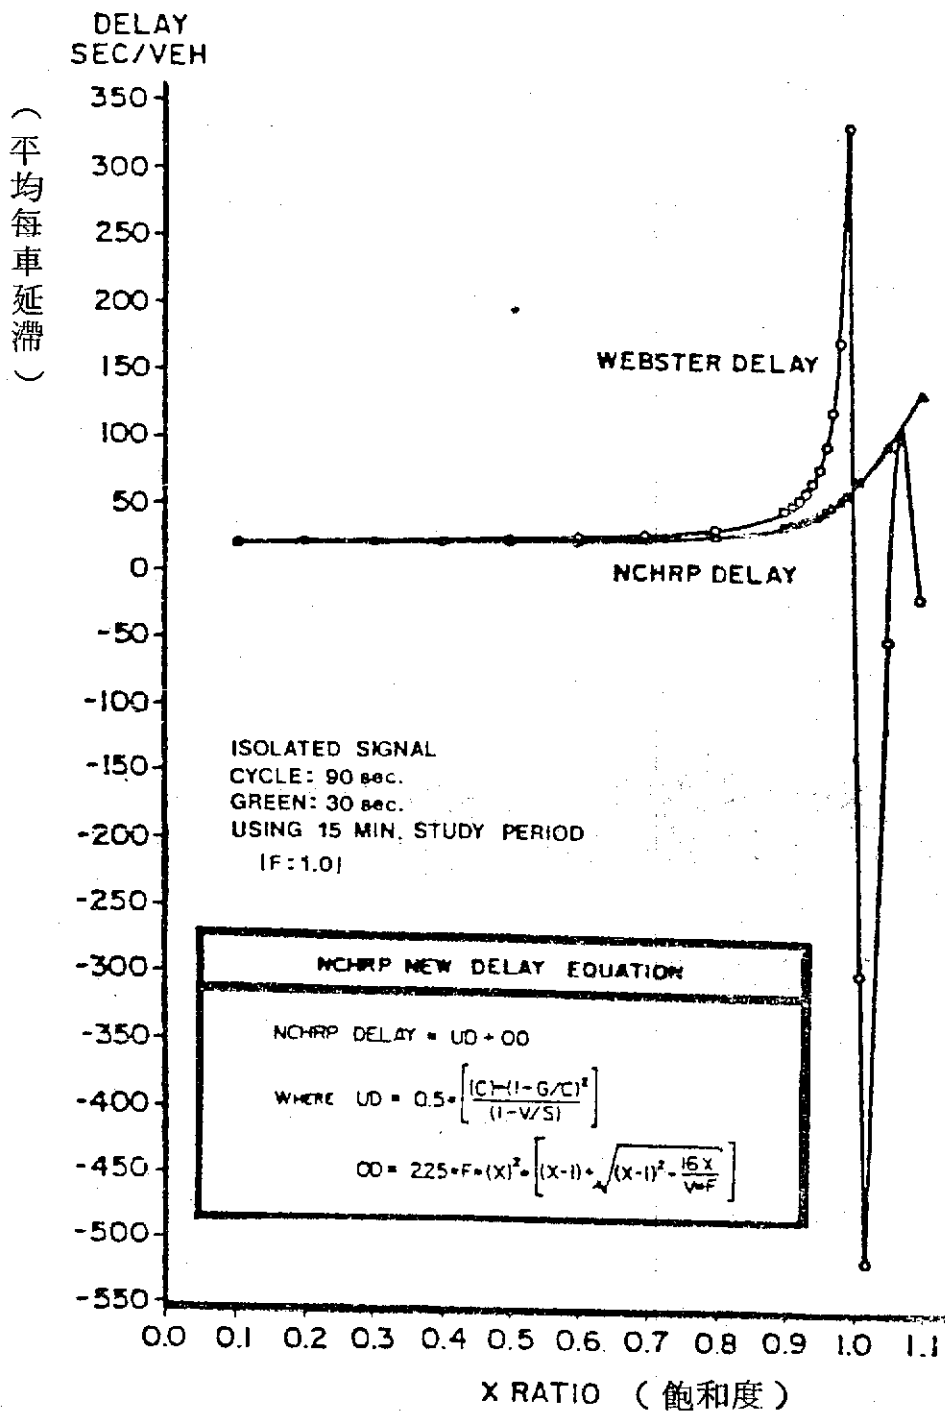 DELAY
SEC/VEH
（平均每車延滯）
350
300
250
200
150
100
50
0
-50
-100
-150
-200
-250
-300
-350
-400
-450
-500
-550
WEBSTER DELAY
NCHRP DELAY
ISOLATED SIGNAL
CYCLE: 90 sec.
GREEN: 30 sec.
USING 15 MIN. STUDY PERIOD
(F:1.0)
NCHRP NEW DELAY EQUATION
NCHRP DELAY = UD + OD
WHERE UD = 0.5 * [(C)-(1-G/C)² / (1-V/S)]
OD = 225*F*(X)²*[(X-1)+√((X-1)²-16X/V*F)]
0.0 0.1 0.2 0.3 0.4 0.5 0.6 0.7 0.8 0.9 1.0 1.1
X RATIO （飽和度）